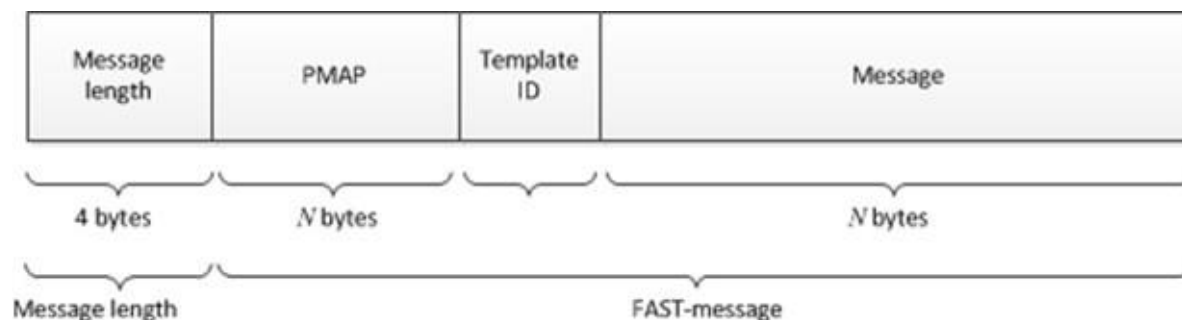 Message
length
PMAP
Template
ID
Message
4 bytes
N bytes
N bytes
Message length
FAST-message